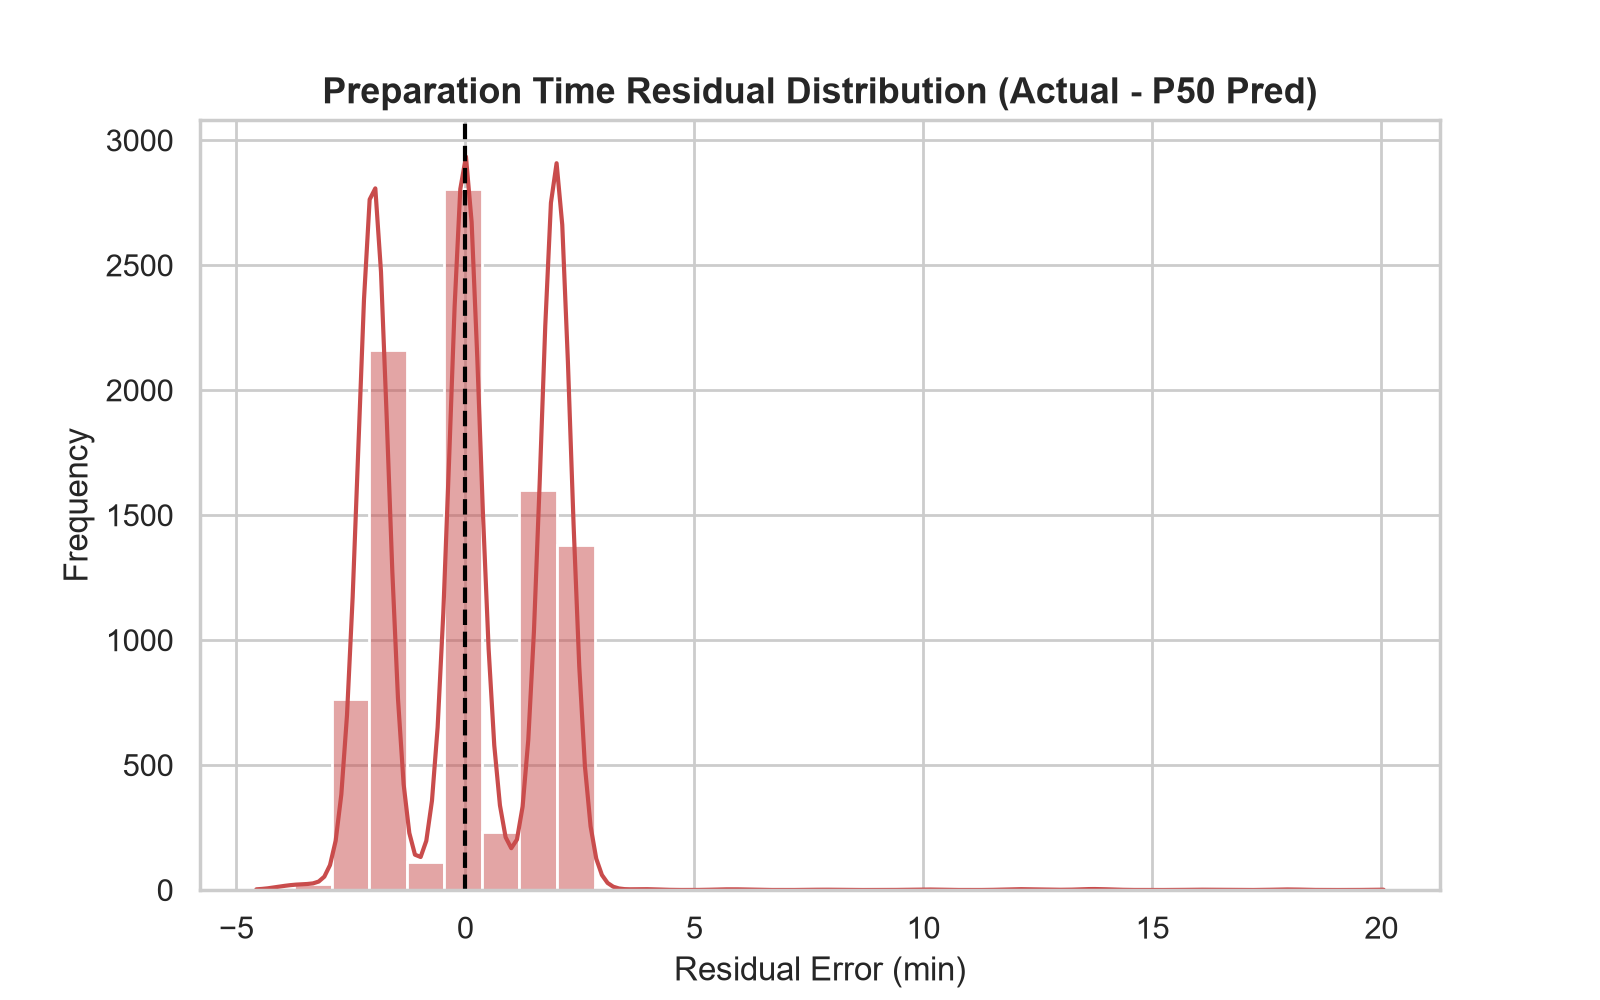 Preparation Time Residual Distribution (Actual - P50 Pred)
3000
2500
2000
1500
1000
500
0
Frequency
−5 0 5 10 15 20
Residual Error (min)